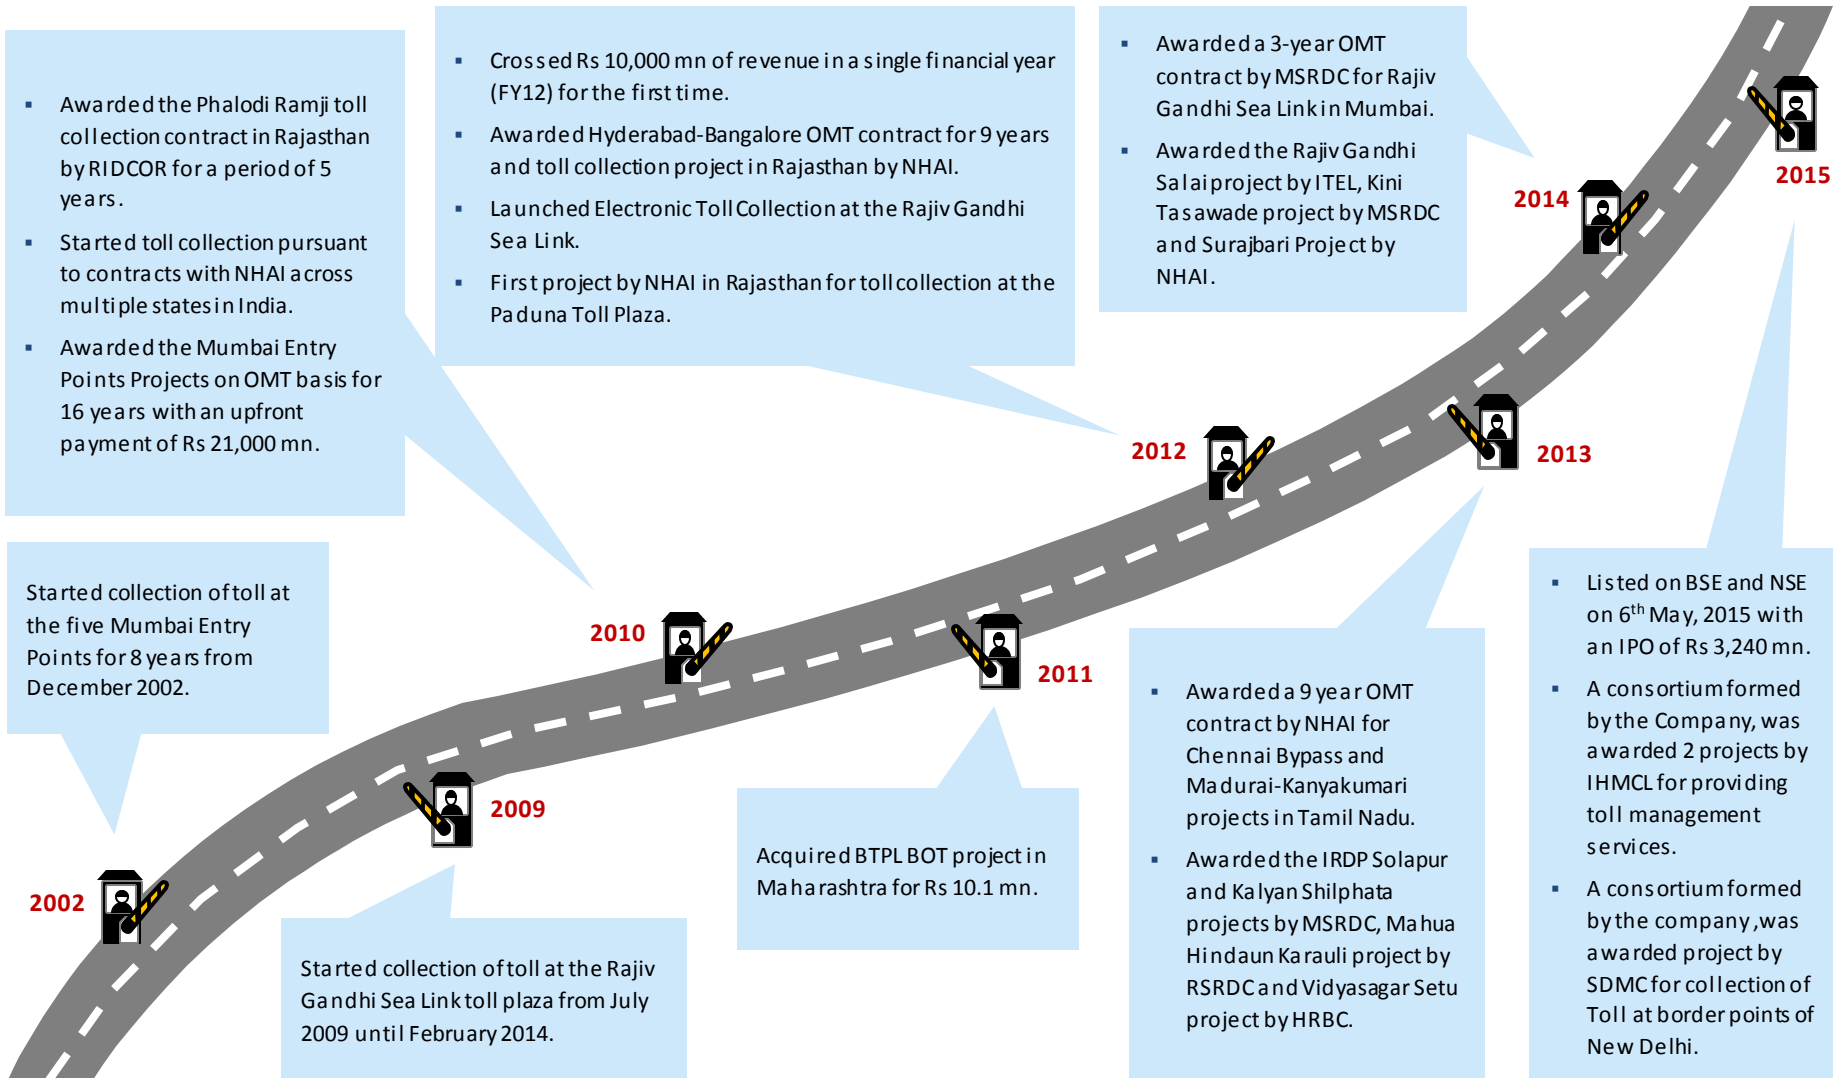 ▪ Awarded the Phalodi Ramji toll
collection contract in Rajasthan
by RIDCOR for a period of 5
years.
▪ Started toll collection pursuant
to contracts with NHAI across
multiple states in India.
▪ Awarded the Mumbai Entry
Points Projects on OMT basis for
16 years with an upfront
payment of Rs 21,000 mn.
▪ Crossed Rs 10,000 mn of revenue in a single financial year
(FY12) for the first time.
▪ Awarded Hyderabad-Bangalore OMT contract for 9 years
and toll collection project in Rajasthan by NHAI.
▪ Launched Electronic Toll Collection at the Rajiv Gandhi
Sea Link.
▪ First project by NHAI in Rajasthan for toll collection at the
Paduna Toll Plaza.
▪ Awarded a 3-year OMT
contract by MSRDC for Rajiv
Gandhi Sea Link in Mumbai.
▪ Awarded the Rajiv Gandhi
Salai project by ITEL, Kini
Tasawade project by MSRDC
and Surajbari Project by
NHAI.
2015
2014
2012
2013
Started collection of toll at
the five Mumbai Entry
Points for 8 years from
December 2002.
2010
2011
2009
2002
Started collection of toll at the Rajiv
Gandhi Sea Link toll plaza from July
2009 until February 2014.
Acquired BTPL BOT project in
Maharashtra for Rs 10.1 mn.
▪ Awarded a 9 year OMT
contract by NHAI for
Chennai Bypass and
Madurai-Kanyakumari
projects in Tamil Nadu.
▪ Awarded the IRDP Solapur
and Kalyan Shilphata
projects by MSRDC, Mahua
Hindaun Karauli project by
RSRDC and Vidyasagar Setu
project by HRBC.
▪ Listed on BSE and NSE
on 6th May, 2015 with
an IPO of Rs 3,240 mn.
▪ A consortium formed
by the Company, was
awarded 2 projects by
IHMCL for providing
toll management
services.
▪ A consortium formed
by the company ,was
awarded project by
SDMC for collection of
Toll at border points of
New Delhi.